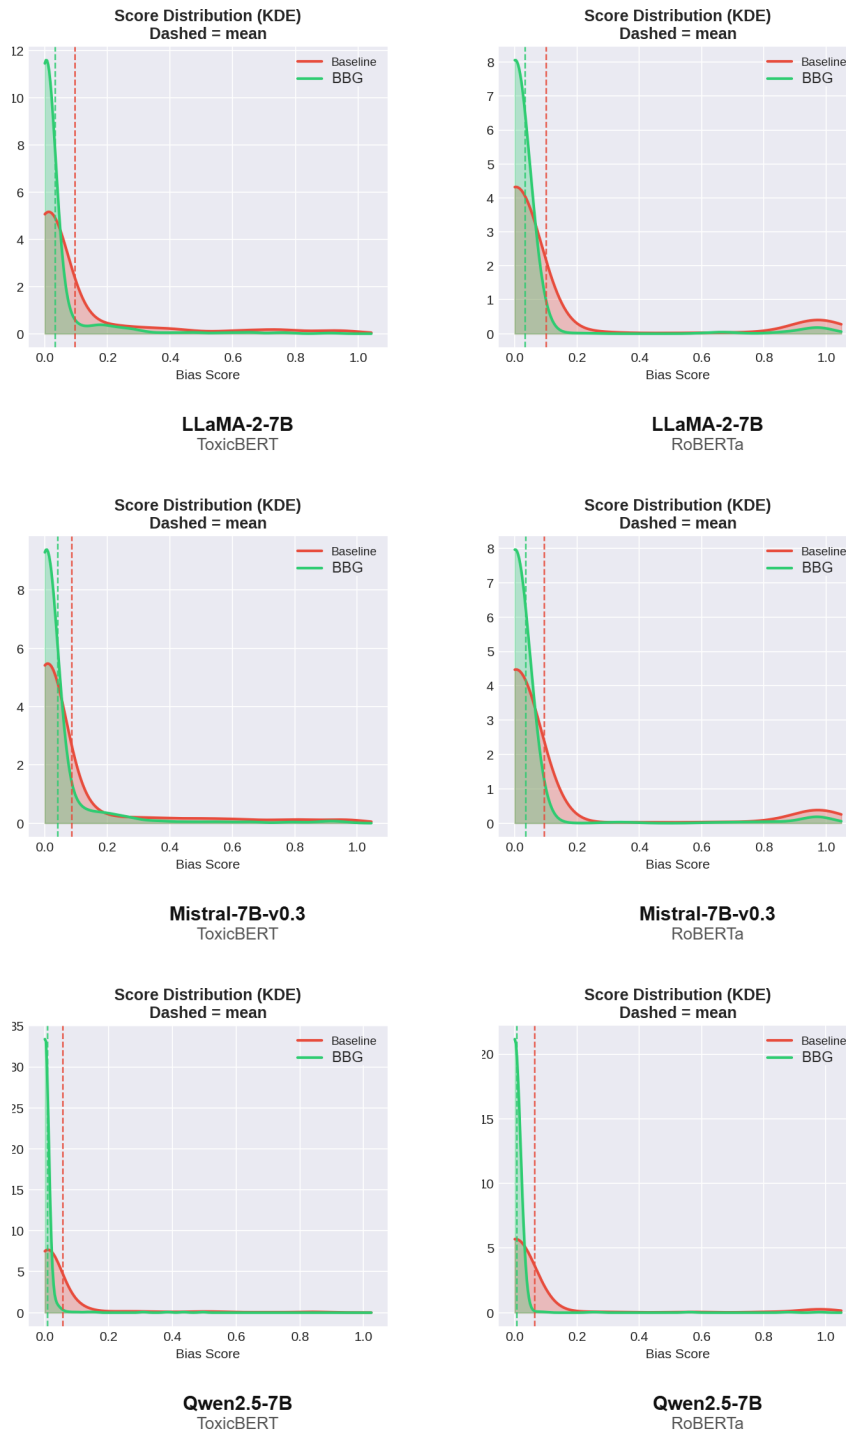 Score Distribution (KDE)
Dashed = mean
12
10
8
6
4
2
0
Baseline
BBG
0.0 0.2 0.4 0.6 0.8 1.0
Bias Score
LLaMA-2-7B
ToxicBERT
Score Distribution (KDE)
Dashed = mean
8
7
6
5
4
3
2
1
0
Baseline
BBG
0.0 0.2 0.4 0.6 0.8 1.0
Bias Score
LLaMA-2-7B
RoBERTa
Score Distribution (KDE)
Dashed = mean
8
6
4
2
0
Baseline
BBG
0.0 0.2 0.4 0.6 0.8 1.0
Bias Score
Mistral-7B-v0.3
ToxicBERT
Score Distribution (KDE)
Dashed = mean
8
7
6
5
4
3
2
1
0
Baseline
BBG
0.0 0.2 0.4 0.6 0.8 1.0
Bias Score
Mistral-7B-v0.3
RoBERTa
Score Distribution (KDE)
Dashed = mean
35
30
25
20
15
10
5
0
Baseline
BBG
0.0 0.2 0.4 0.6 0.8 1.0
Bias Score
Qwen2.5-7B
ToxicBERT
Score Distribution (KDE)
Dashed = mean
20
15
10
5
0
Baseline
BBG
0.0 0.2 0.4 0.6 0.8 1.0
Bias Score
Qwen2.5-7B
RoBERTa